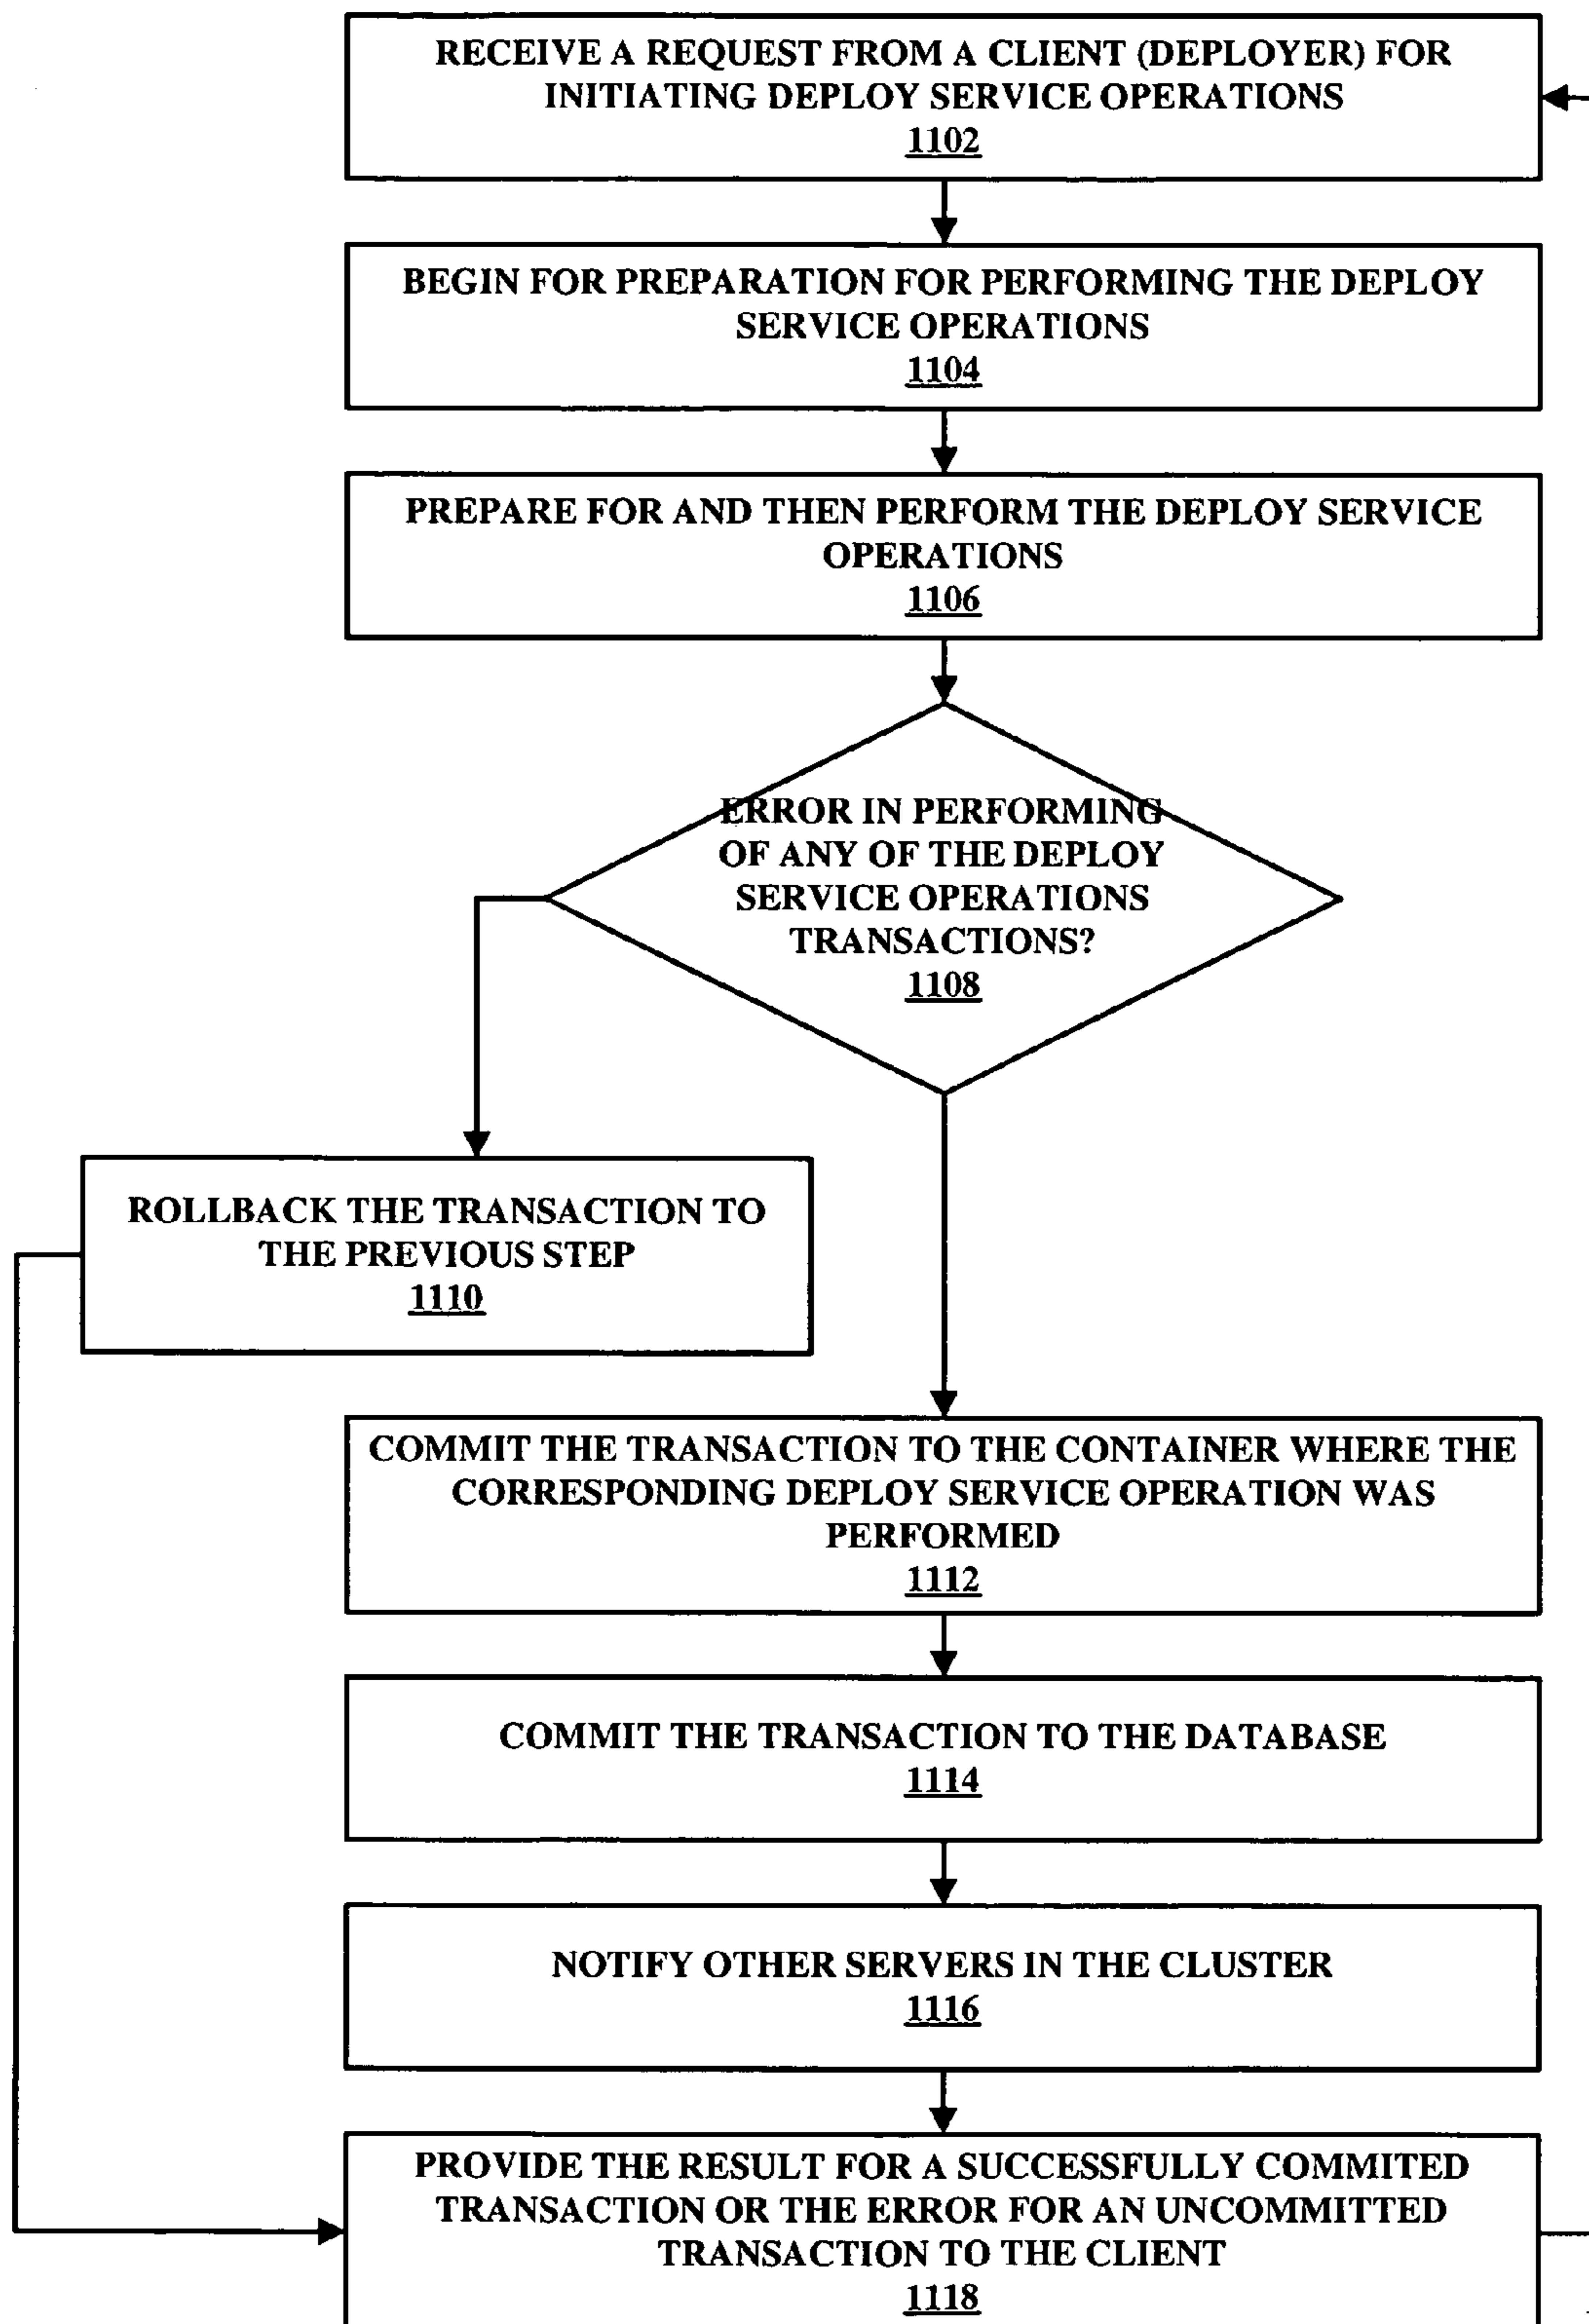 RECEIVE A REQUEST FROM A CLIENT (DEPLOYER) FOR
INITIATING DEPLOY SERVICE OPERATIONS
1102
BEGIN FOR PREPARATION FOR PERFORMING THE DEPLOY
SERVICE OPERATIONS
1104
PREPARE FOR AND THEN PERFORM THE DEPLOY SERVICE
OPERATIONS
1106
ERROR IN PERFORMING
OF ANY OF THE DEPLOY
SERVICE OPERATIONS
TRANSACTIONS?
1108
ROLLBACK THE TRANSACTION TO
THE PREVIOUS STEP
1110
COMMIT THE TRANSACTION TO THE CONTAINER WHERE THE
CORRESPONDING DEPLOY SERVICE OPERATION WAS
PERFORMED
1112
COMMIT THE TRANSACTION TO THE DATABASE
1114
NOTIFY OTHER SERVERS IN THE CLUSTER
1116
PROVIDE THE RESULT FOR A SUCCESSFULLY COMMITED
TRANSACTION OR THE ERROR FOR AN UNCOMMITTED
TRANSACTION TO THE CLIENT
1118